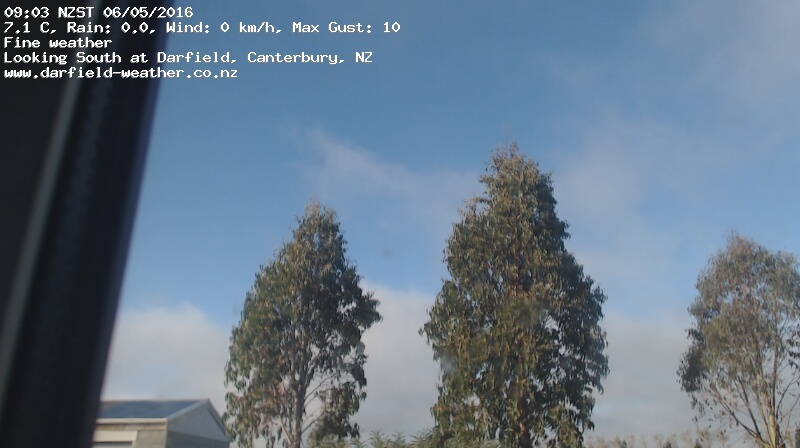 09:03 NZST 06/05/2016
7.1 C, Rain: 0.0, Wind: 0 km/h, Max Gust: 10
Fine weather
Looking South at Darfield, Canterbury, NZ
www.darfield-weather.co.nz